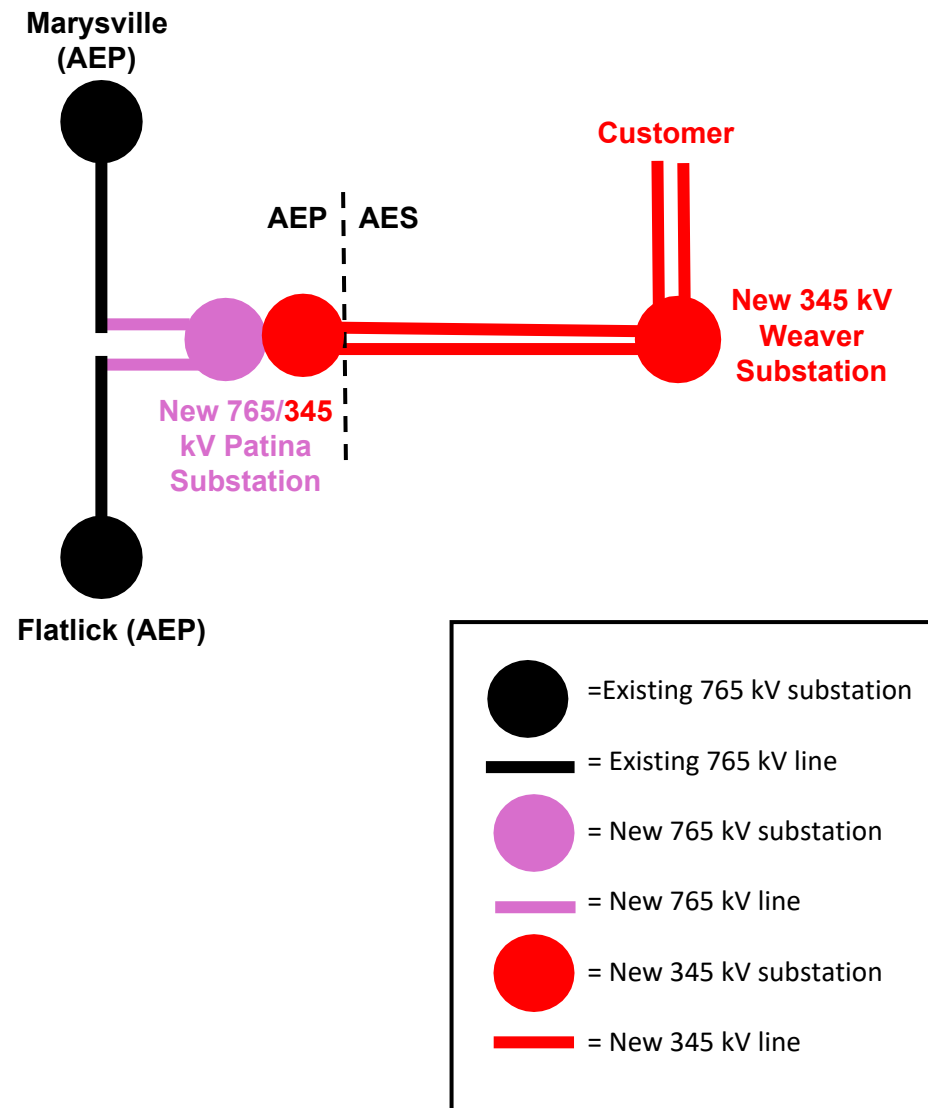 Marysville
(AEP)
Customer
AEP
AES
New 345 kV
Weaver
Substation
New 765/345
kV Patina
Substation
Flatlick (AEP)
=Existing 765 kV substation
= Existing 765 kV line
= New 765 kV substation
= New 765 kV line
= New 345 kV substation
= New 345 kV line